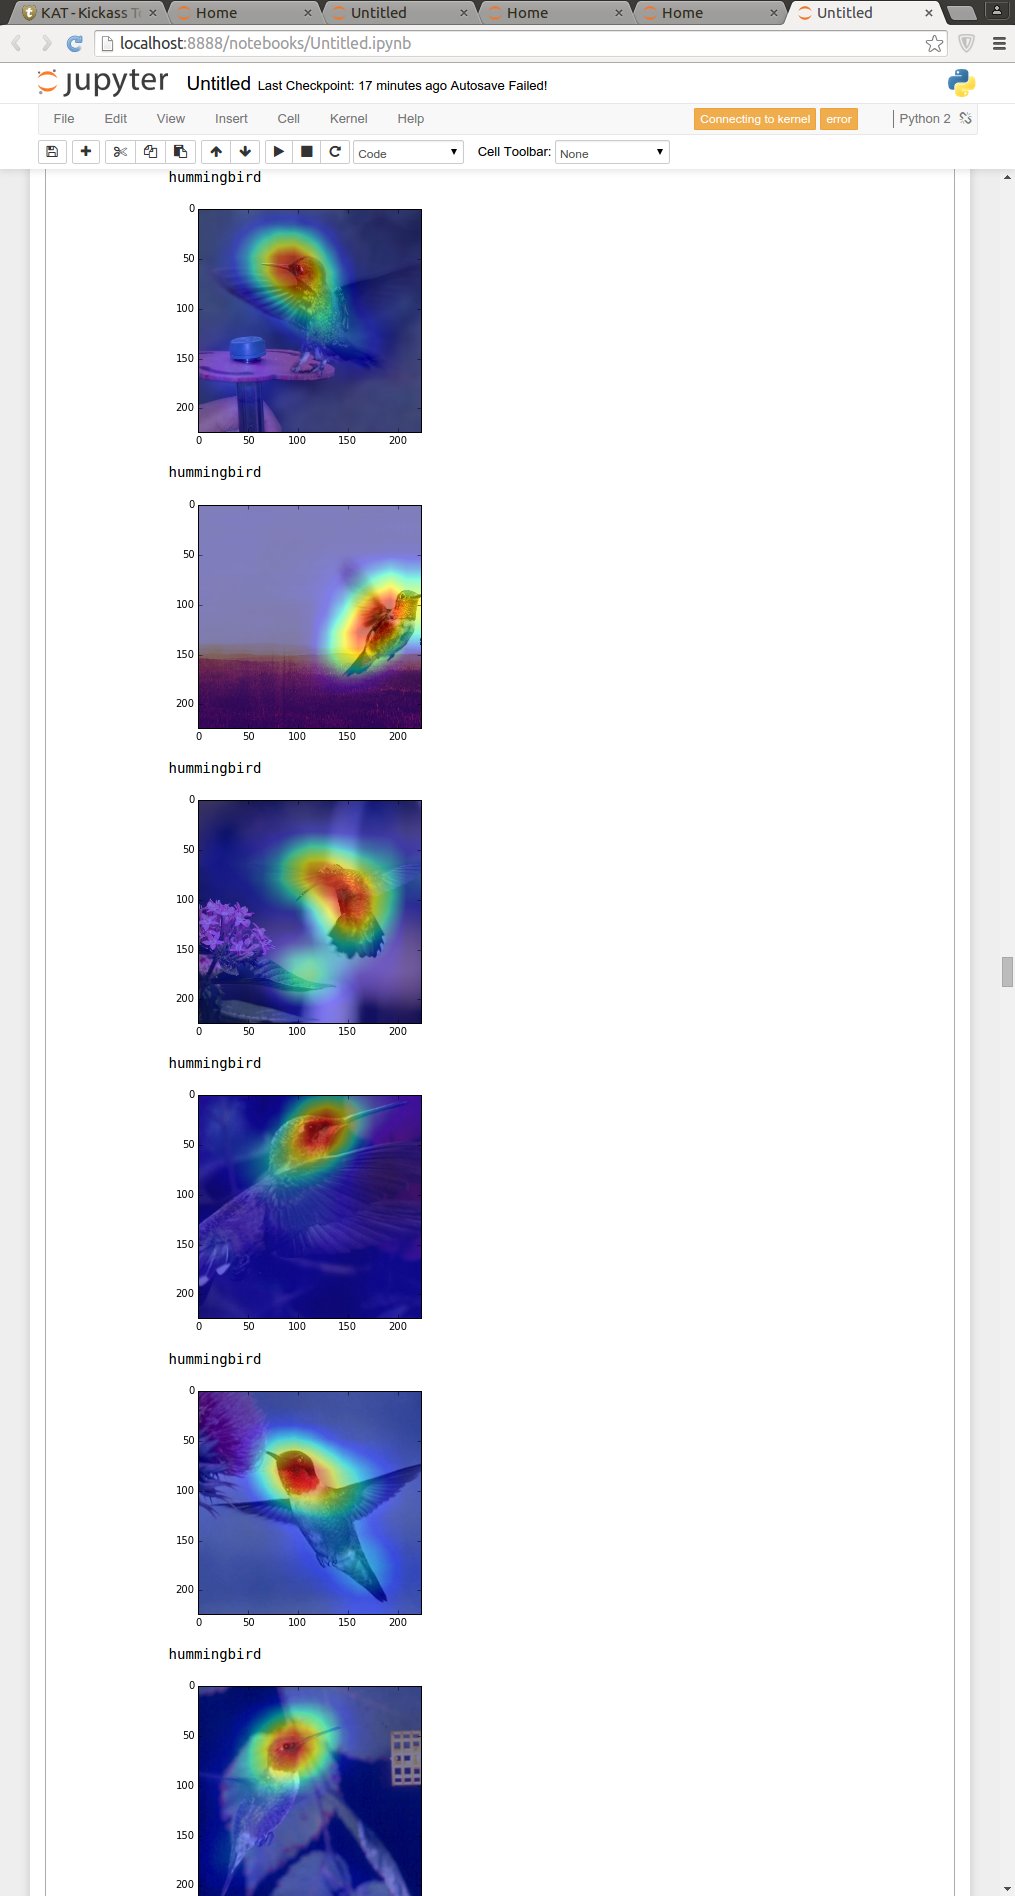 KAT - Kickass T
Home
Untitled
Home
Home
Untitled
localhost:8888/notebooks/Untitled.ipynb
jupyter Untitled Last Checkpoint: 17 minutes ago Autosave Failed!
File Edit View Insert Cell Kernel Help Connecting to kernel error Python 2
Code Cell Toolbar: None
hummingbird
0
50
100
150
200
0 50 100 150 200
hummingbird
0
50
100
150
200
0 50 100 150 200
hummingbird
0
50
100
150
200
0 50 100 150 200
hummingbird
0
50
100
150
200
0 50 100 150 200
hummingbird
0
50
100
150
200
0 50 100 150 200
hummingbird
0
50
100
150
200